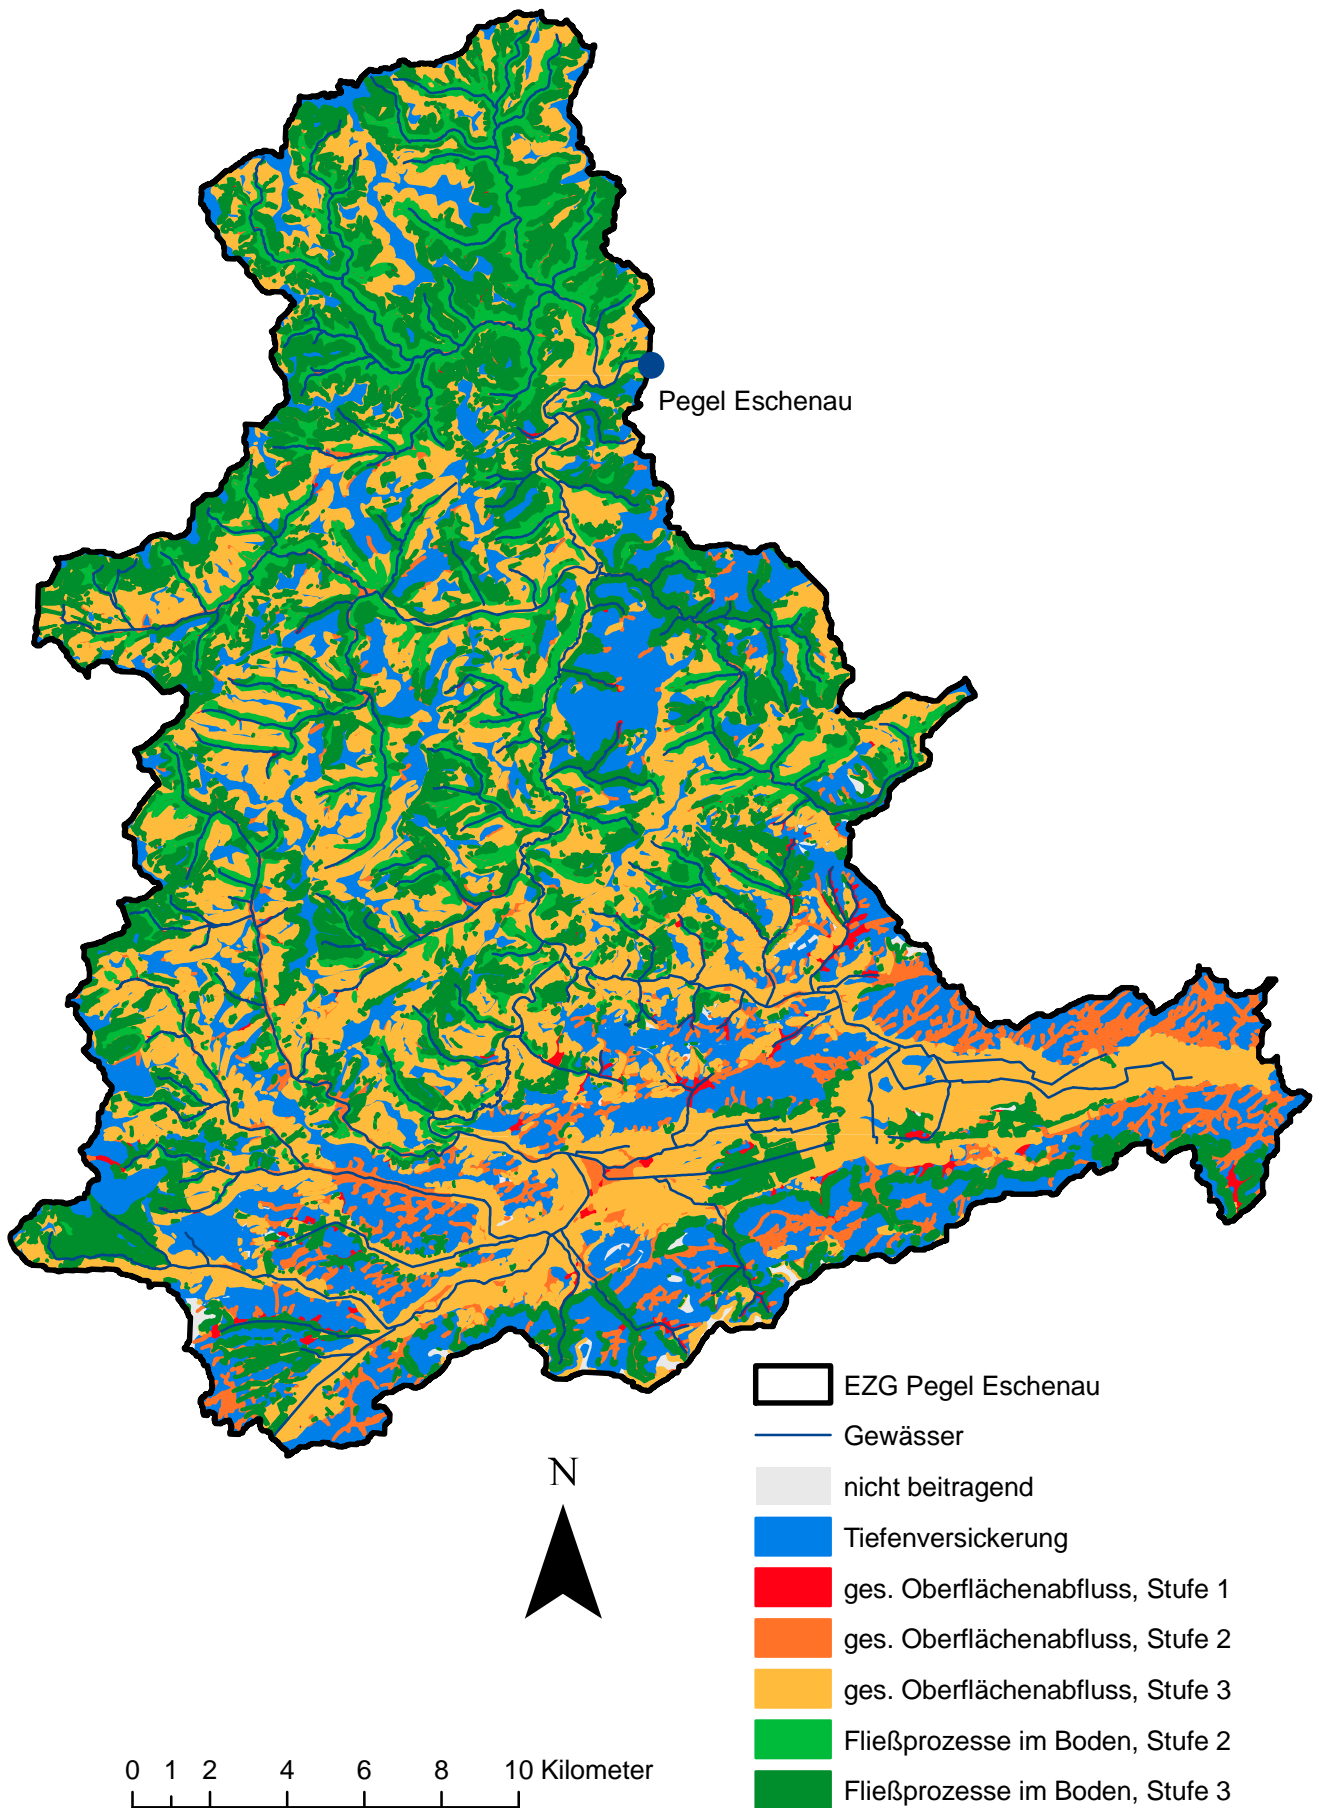 Pegel Eschenau
EZG Pegel Eschenau
Gewässer
nicht beitragend
Tiefenversickerung
ges. Oberflächenabfluss, Stufe 1
ges. Oberflächenabfluss, Stufe 2
ges. Oberflächenabfluss, Stufe 3
Fließprozesse im Boden, Stufe 2
Fließprozesse im Boden, Stufe 3
N
0 1 2 4 6 8 10 Kilometer